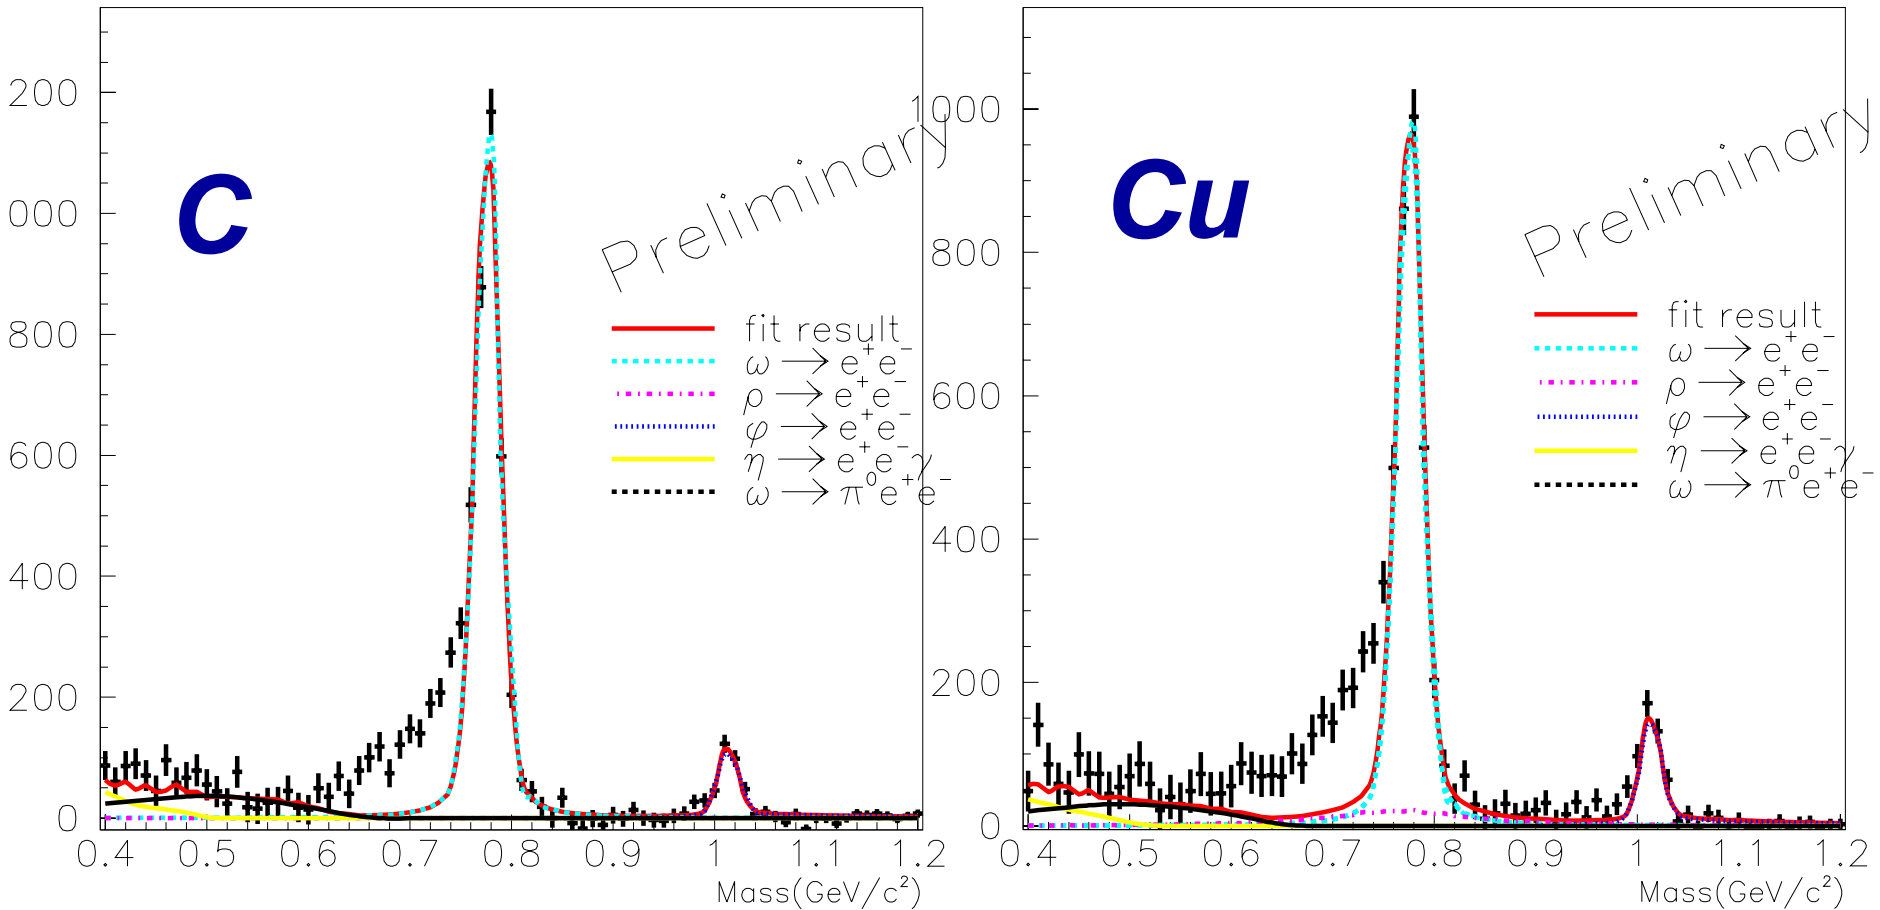 C
Preliminary
fit result
ω → e⁺e⁻
ρ → e⁺e⁻
φ → e⁺e⁻
η → e⁺e⁻γ
ω → π⁰e⁺e⁻
200
000
800
600
400
200
0
0.4 0.5 0.6 0.7 0.8 0.9 1 1.1 1.2
Mass(GeV/c²)
Cu
Preliminary
fit result
ω → e⁺e⁻
ρ → e⁺e⁻
φ → e⁺e⁻
η → e⁺e⁻γ
ω → π⁰e⁺e⁻
1000
800
600
400
200
0
0.4 0.5 0.6 0.7 0.8 0.9 1 1.1 1.2
Mass(GeV/c²)